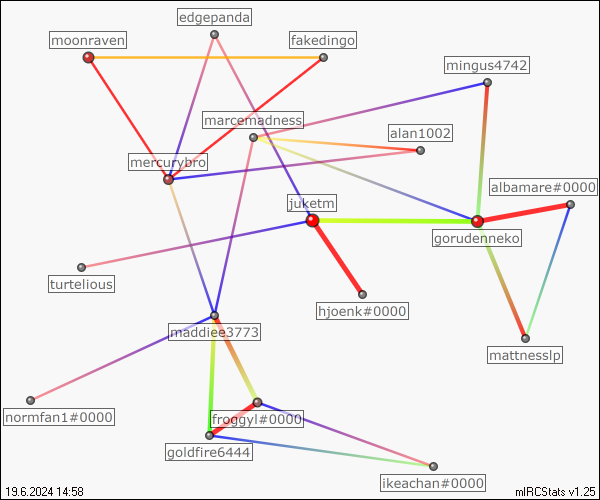 edgepanda
moonraven
fakedingo
mingus4742
marcemadness
alan1002
mercurybro
albamare#0000
juketm
gorudenneko
turtelious
hjoenk#0000
maddiee3773
mattnesslp
normfan1#0000
froggyl#0000
goldfire6444
ikeachan#0000
19.6.2024 14:58
mIRCStats v1.25